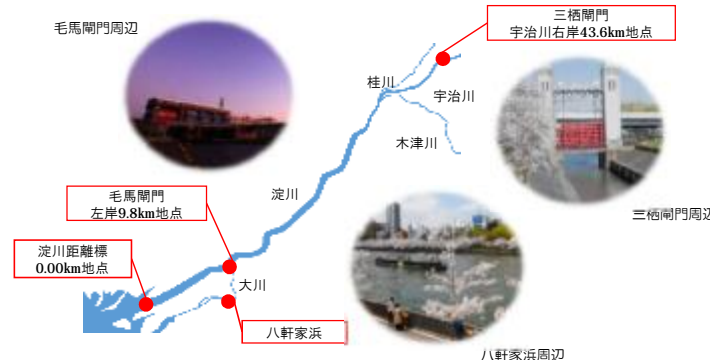 毛馬閘門周辺
三栖閘門
宇治川右岸43.6km地点
桂川
宇治川
木津川
三栖閘門周辺
毛馬閘門
左岸9.8km地点
淀川
淀川距離標
0.00km地点
大川
八軒家浜
八軒家浜周辺